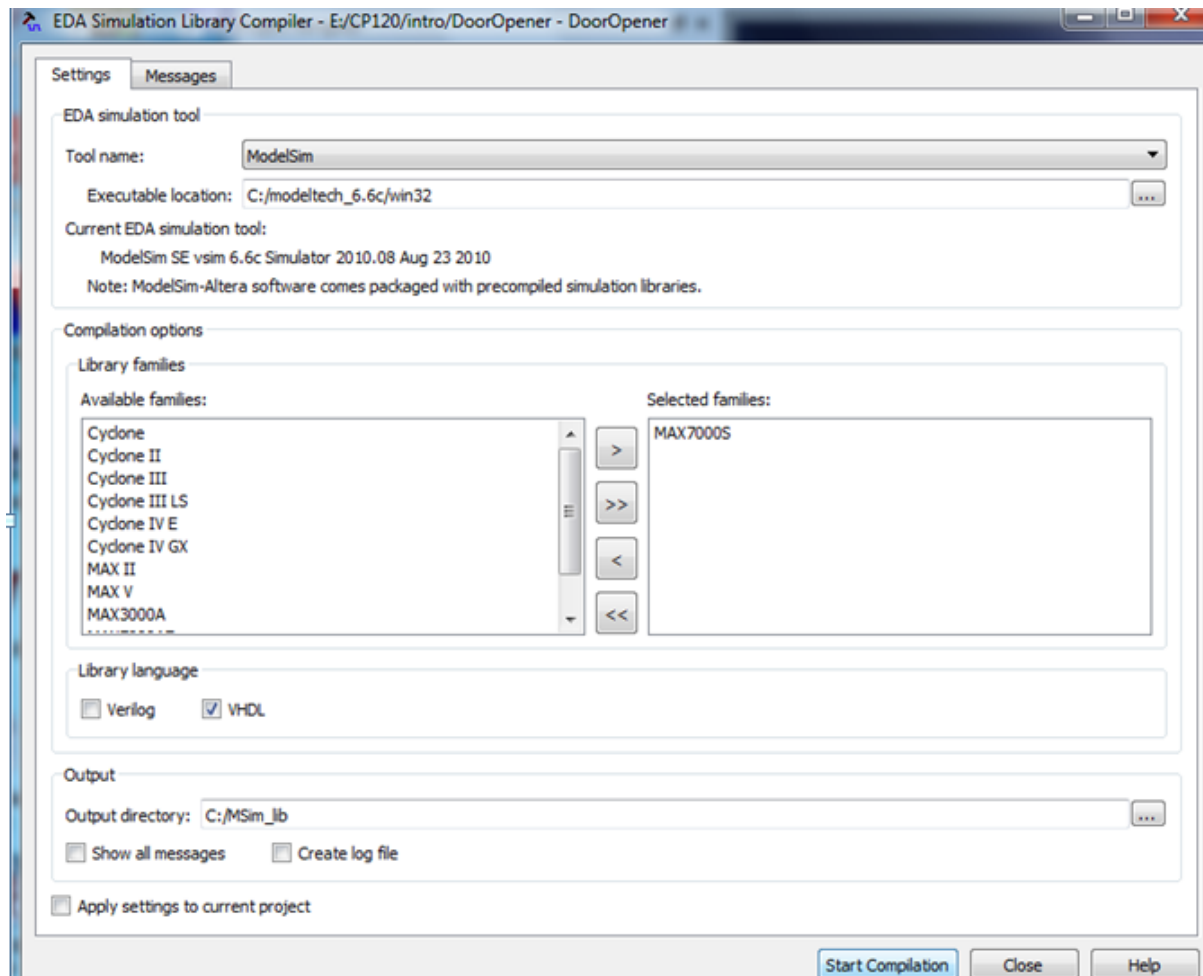 EDA Simulation Library Compiler - E:/CP120/intro/DoorOpener - DoorOpener
Settings Messages
EDA simulation tool
Tool name: ModelSim
Executable location: C:/modeltech_6.6c/win32 ...
Current EDA simulation tool:
ModelSim SE vsim 6.6c Simulator 2010.08 Aug 23 2010
Note: ModelSim-Altera software comes packaged with precompiled simulation libraries.
Compilation options
Library families
Available families:
Cyclone
Cyclone II
Cyclone III
Cyclone III LS
Cyclone IV E
Cyclone IV GX
MAX II
MAX V
MAX3000A
>
>>
<
<<
Selected families:
MAX7000S
Library language
Verilog VHDL
Output
Output directory: C:/MSim_lib ...
Show all messages Create log file
Apply settings to current project
Start Compilation Close Help